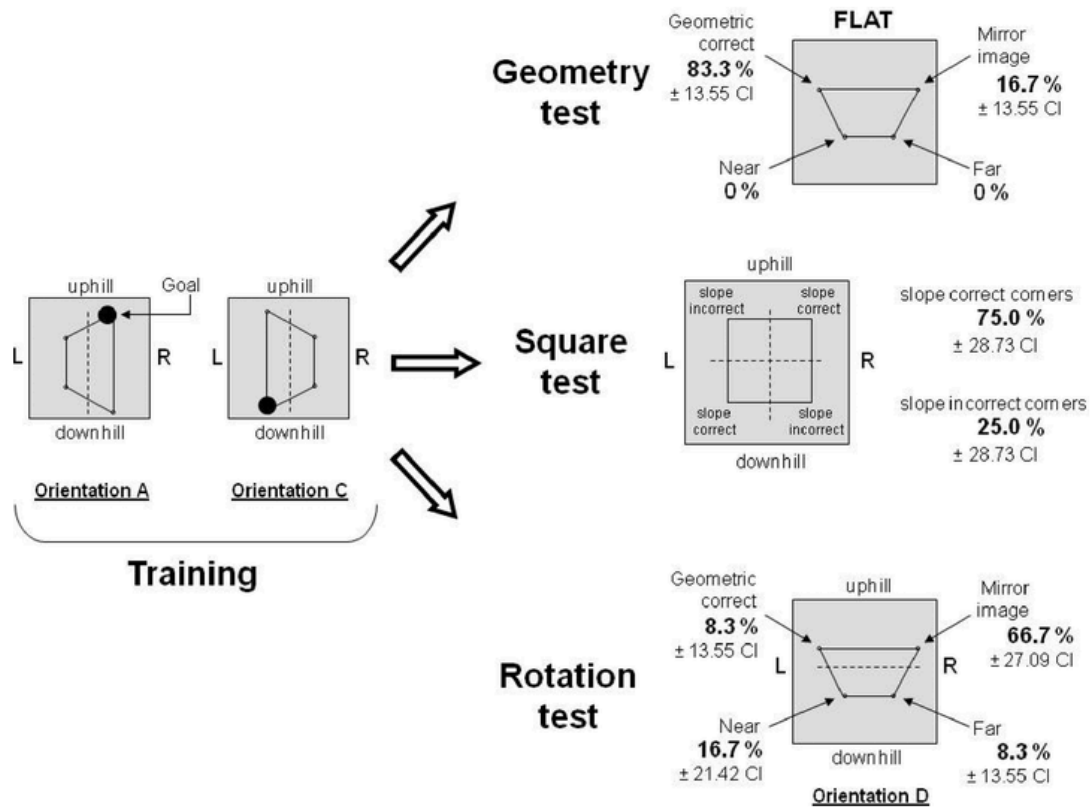 Geometry
test
FLAT
Geometric
correct
83.3 %
± 13.55 CI
Mirror
image
16.7 %
± 13.55 CI
Near
0 %
Far
0 %
uphill
Goal
L
downhill
Orientation A
uphill
R
L
R
downhill
Orientation C
Training
Square
test
uphill
slope
incorrect
slope
correct
L
R
slope
correct
slope
incorrect
downhill
slope correct corners
75.0 %
± 28.73 CI
slope incorrect corners
25.0 %
± 28.73 CI
Rotation
test
Geometric
correct
8.3 %
± 13.55 CI
uphill
Mirror
image
66.7 %
± 27.09 CI
L
R
Near
16.7 %
± 21.42 CI
Far
8.3 %
± 13.55 CI
downhill
Orientation D